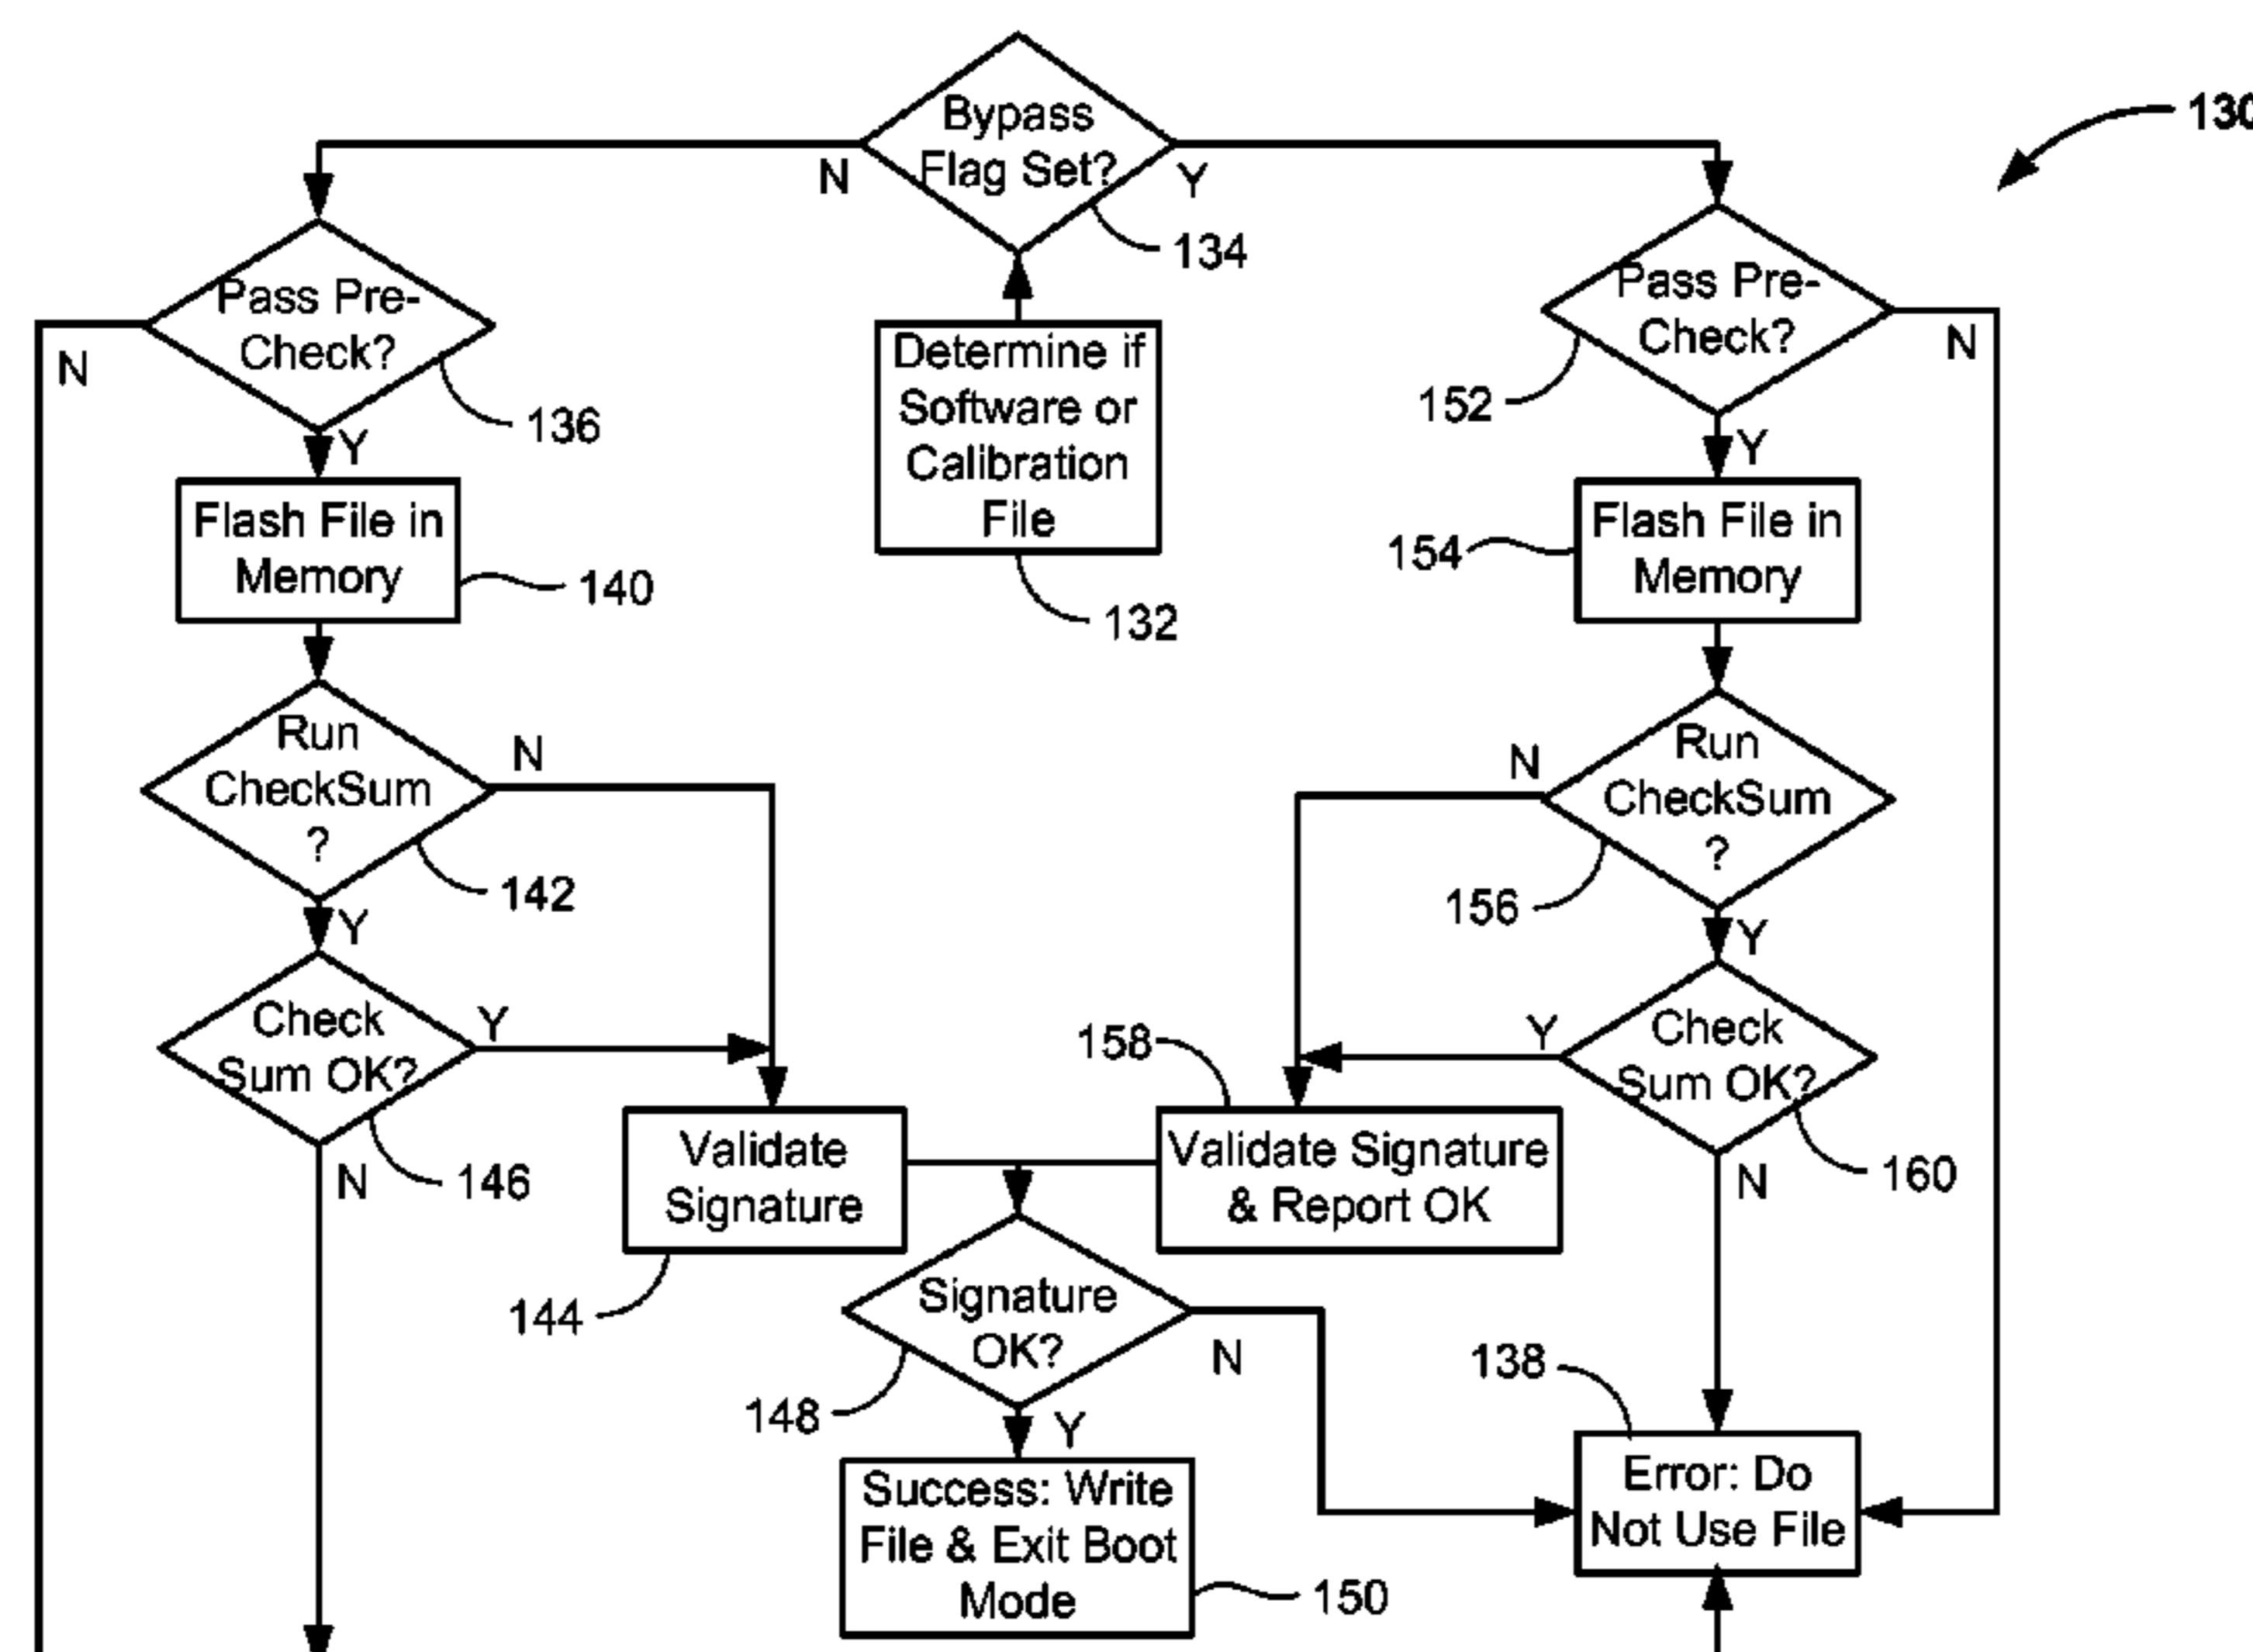 Bypass
Flag Set?
N
Y
134
130
Pass Pre-
Check?
N
136
Y
Determine if
Software or
Calibration
File
132
Pass Pre-
Check?
N
152
Y
Flash File in
Memory
140
Flash File in
Memory
154
Run
CheckSum
?
N
142
Y
Run
CheckSum
?
N
156
Y
Check
Sum OK?
Y
146
N
Check
Sum OK?
Y
160
N
Validate
Signature
144
158
Validate Signature
& Report OK
Signature
OK?
N
148
Y
138
Error: Do
Not Use File
Success: Write
File & Exit Boot
Mode
150